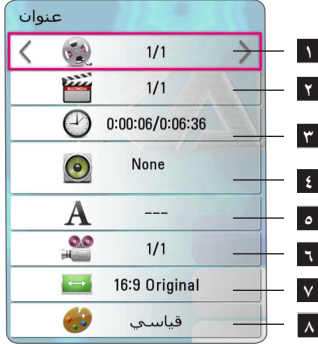 عنوان
1/1 ١
1/1 ٢
0:00:06/0:06:36 ٣
None ٤
A --- ٥
1/1 ٦
16:9 Original ٧
قياسي ٨